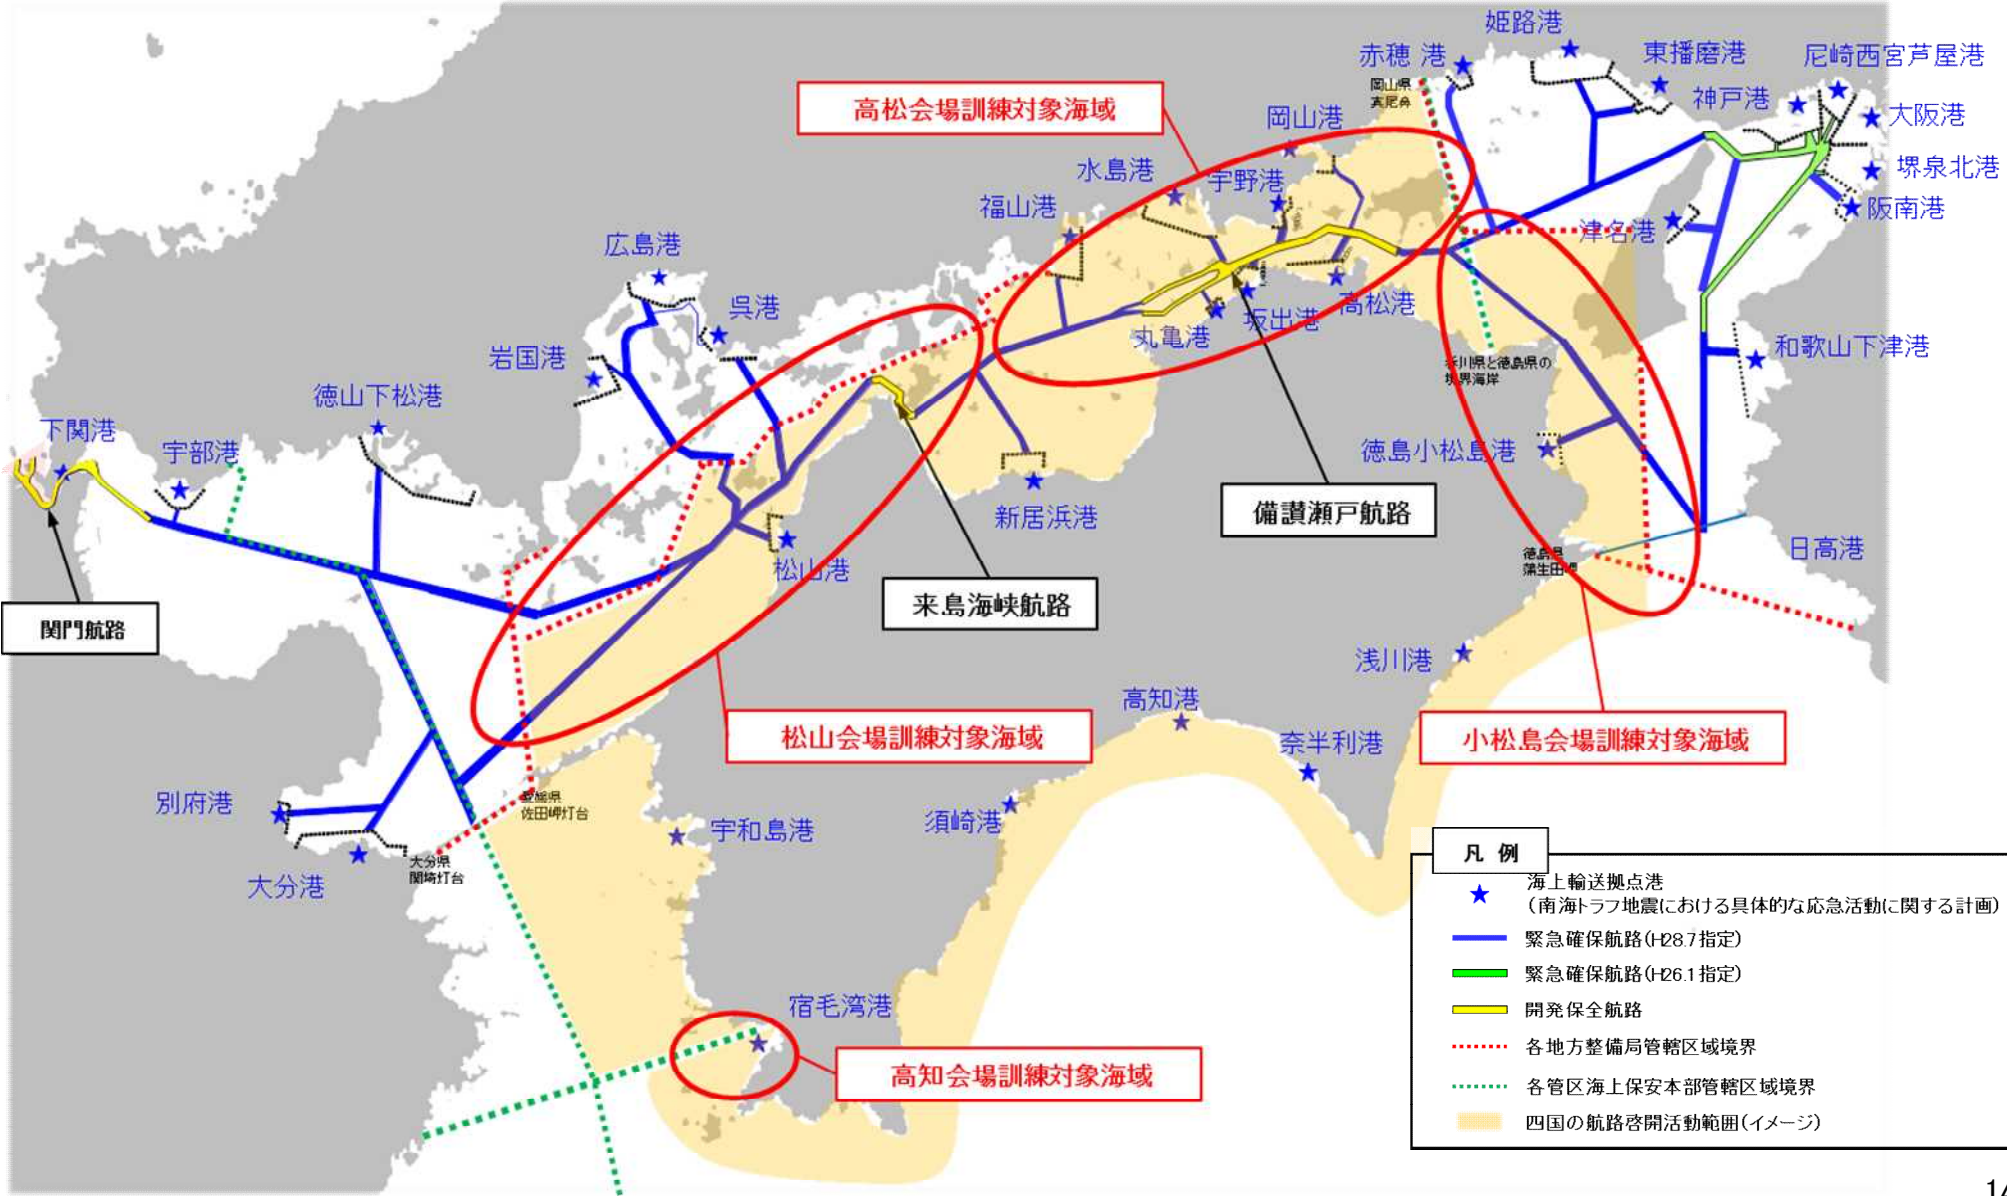 姫路港
赤穂 港
東播磨港
尼崎西宮芦屋港
神戸港
大阪港
堺泉北港
阪南港
津名港
和歌山下津港
日高港
岡山県
高松会場訓練対象海域
岡山港
水島港
宇野港
福山港
広島港
呉港
岩国港
徳山下松港
下関港
宇部港
丸亀港
坂出港
高松港
香川県と徳島県の
境界海岸
徳島小松島港
新居浜港
備讃瀬戸航路
松山港
来島海峡航路
関門航路
徳島県
蒲生田岬
浅川港
高知港
奈半利港
松山会場訓練対象海域
小松島会場訓練対象海域
別府港
愛媛県
佐田岬灯台
宇和島港
須崎港
大分県
関埼灯台
大分港
宿毛湾港
高知会場訓練対象海域
凡 例
海上輸送拠点港
(南海トラフ地震における具体的な応急活動に関する計画)
緊急確保航路(H28.7指定)
緊急確保航路(H26.1指定)
開発保全航路
各地方整備局管轄区域境界
各管区海上保安本部管轄区域境界
四国の航路啓開活動範囲(イメージ)